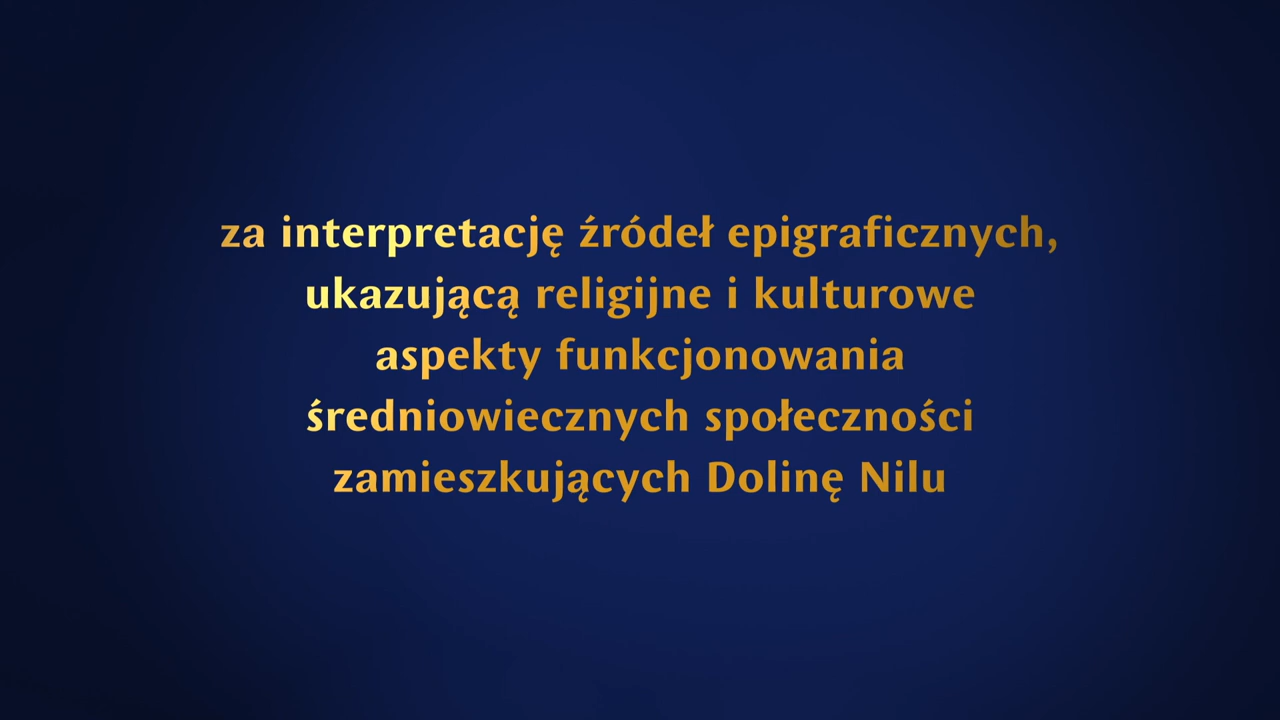 za interpretację źródeł epigraficznych,
ukazującą religijne i kulturowe
aspekty funkcjonowania
średniowiecznych społeczności
zamieszkujących Dolinę Nilu